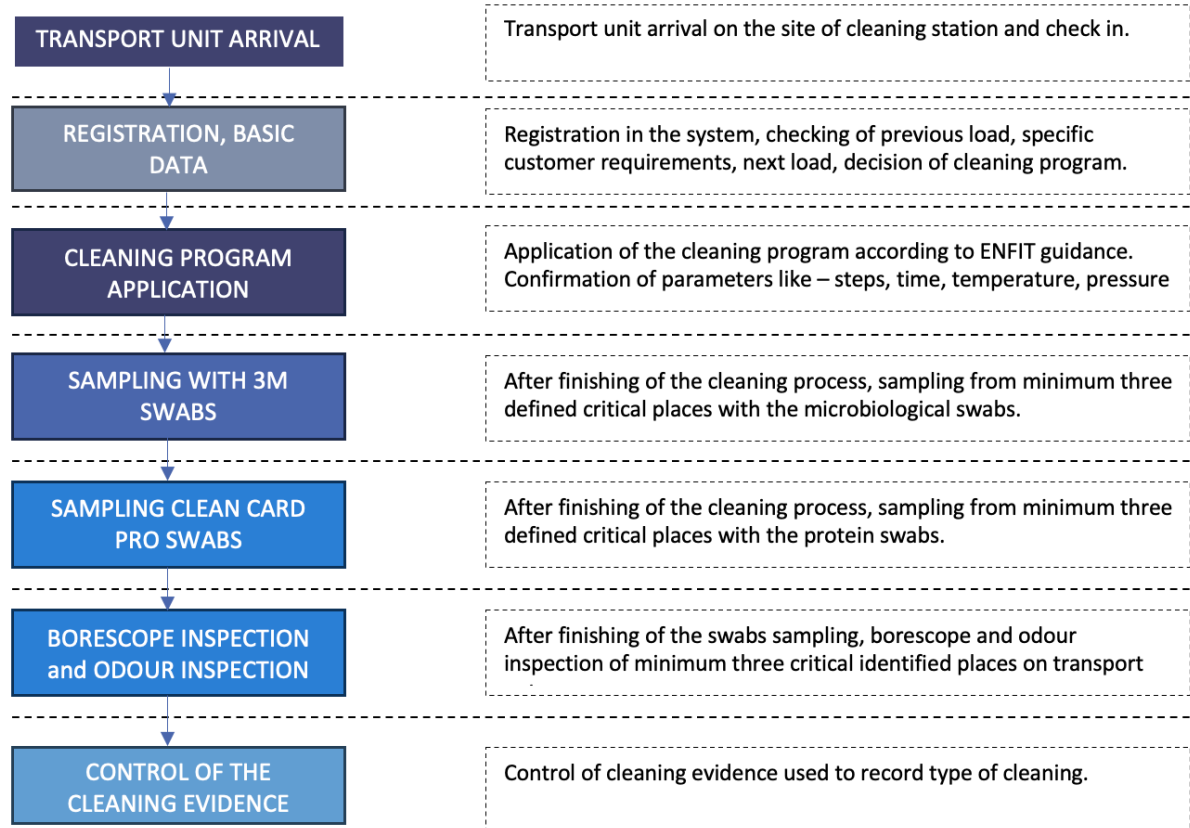 TRANSPORT UNIT ARRIVAL
Transport unit arrival on the site of cleaning station and check in.
REGISTRATION, BASIC
DATA
Registration in the system, checking of previous load, specific
customer requirements, next load, decision of cleaning program.
CLEANING PROGRAM
APPLICATION
Application of the cleaning program according to ENFIT guidance.
Confirmation of parameters like – steps, time, temperature, pressure
SAMPLING WITH 3M
SWABS
After finishing of the cleaning process, sampling from minimum three
defined critical places with the microbiological swabs.
SAMPLING CLEAN CARD
PRO SWABS
After finishing of the cleaning process, sampling from minimum three
defined critical places with the protein swabs.
BORESCOPE INSPECTION
and ODOUR INSPECTION
After finishing of the swabs sampling, borescope and odour
inspection of minimum three critical identified places on transport
CONTROL OF THE
CLEANING EVIDENCE
Control of cleaning evidence used to record type of cleaning.